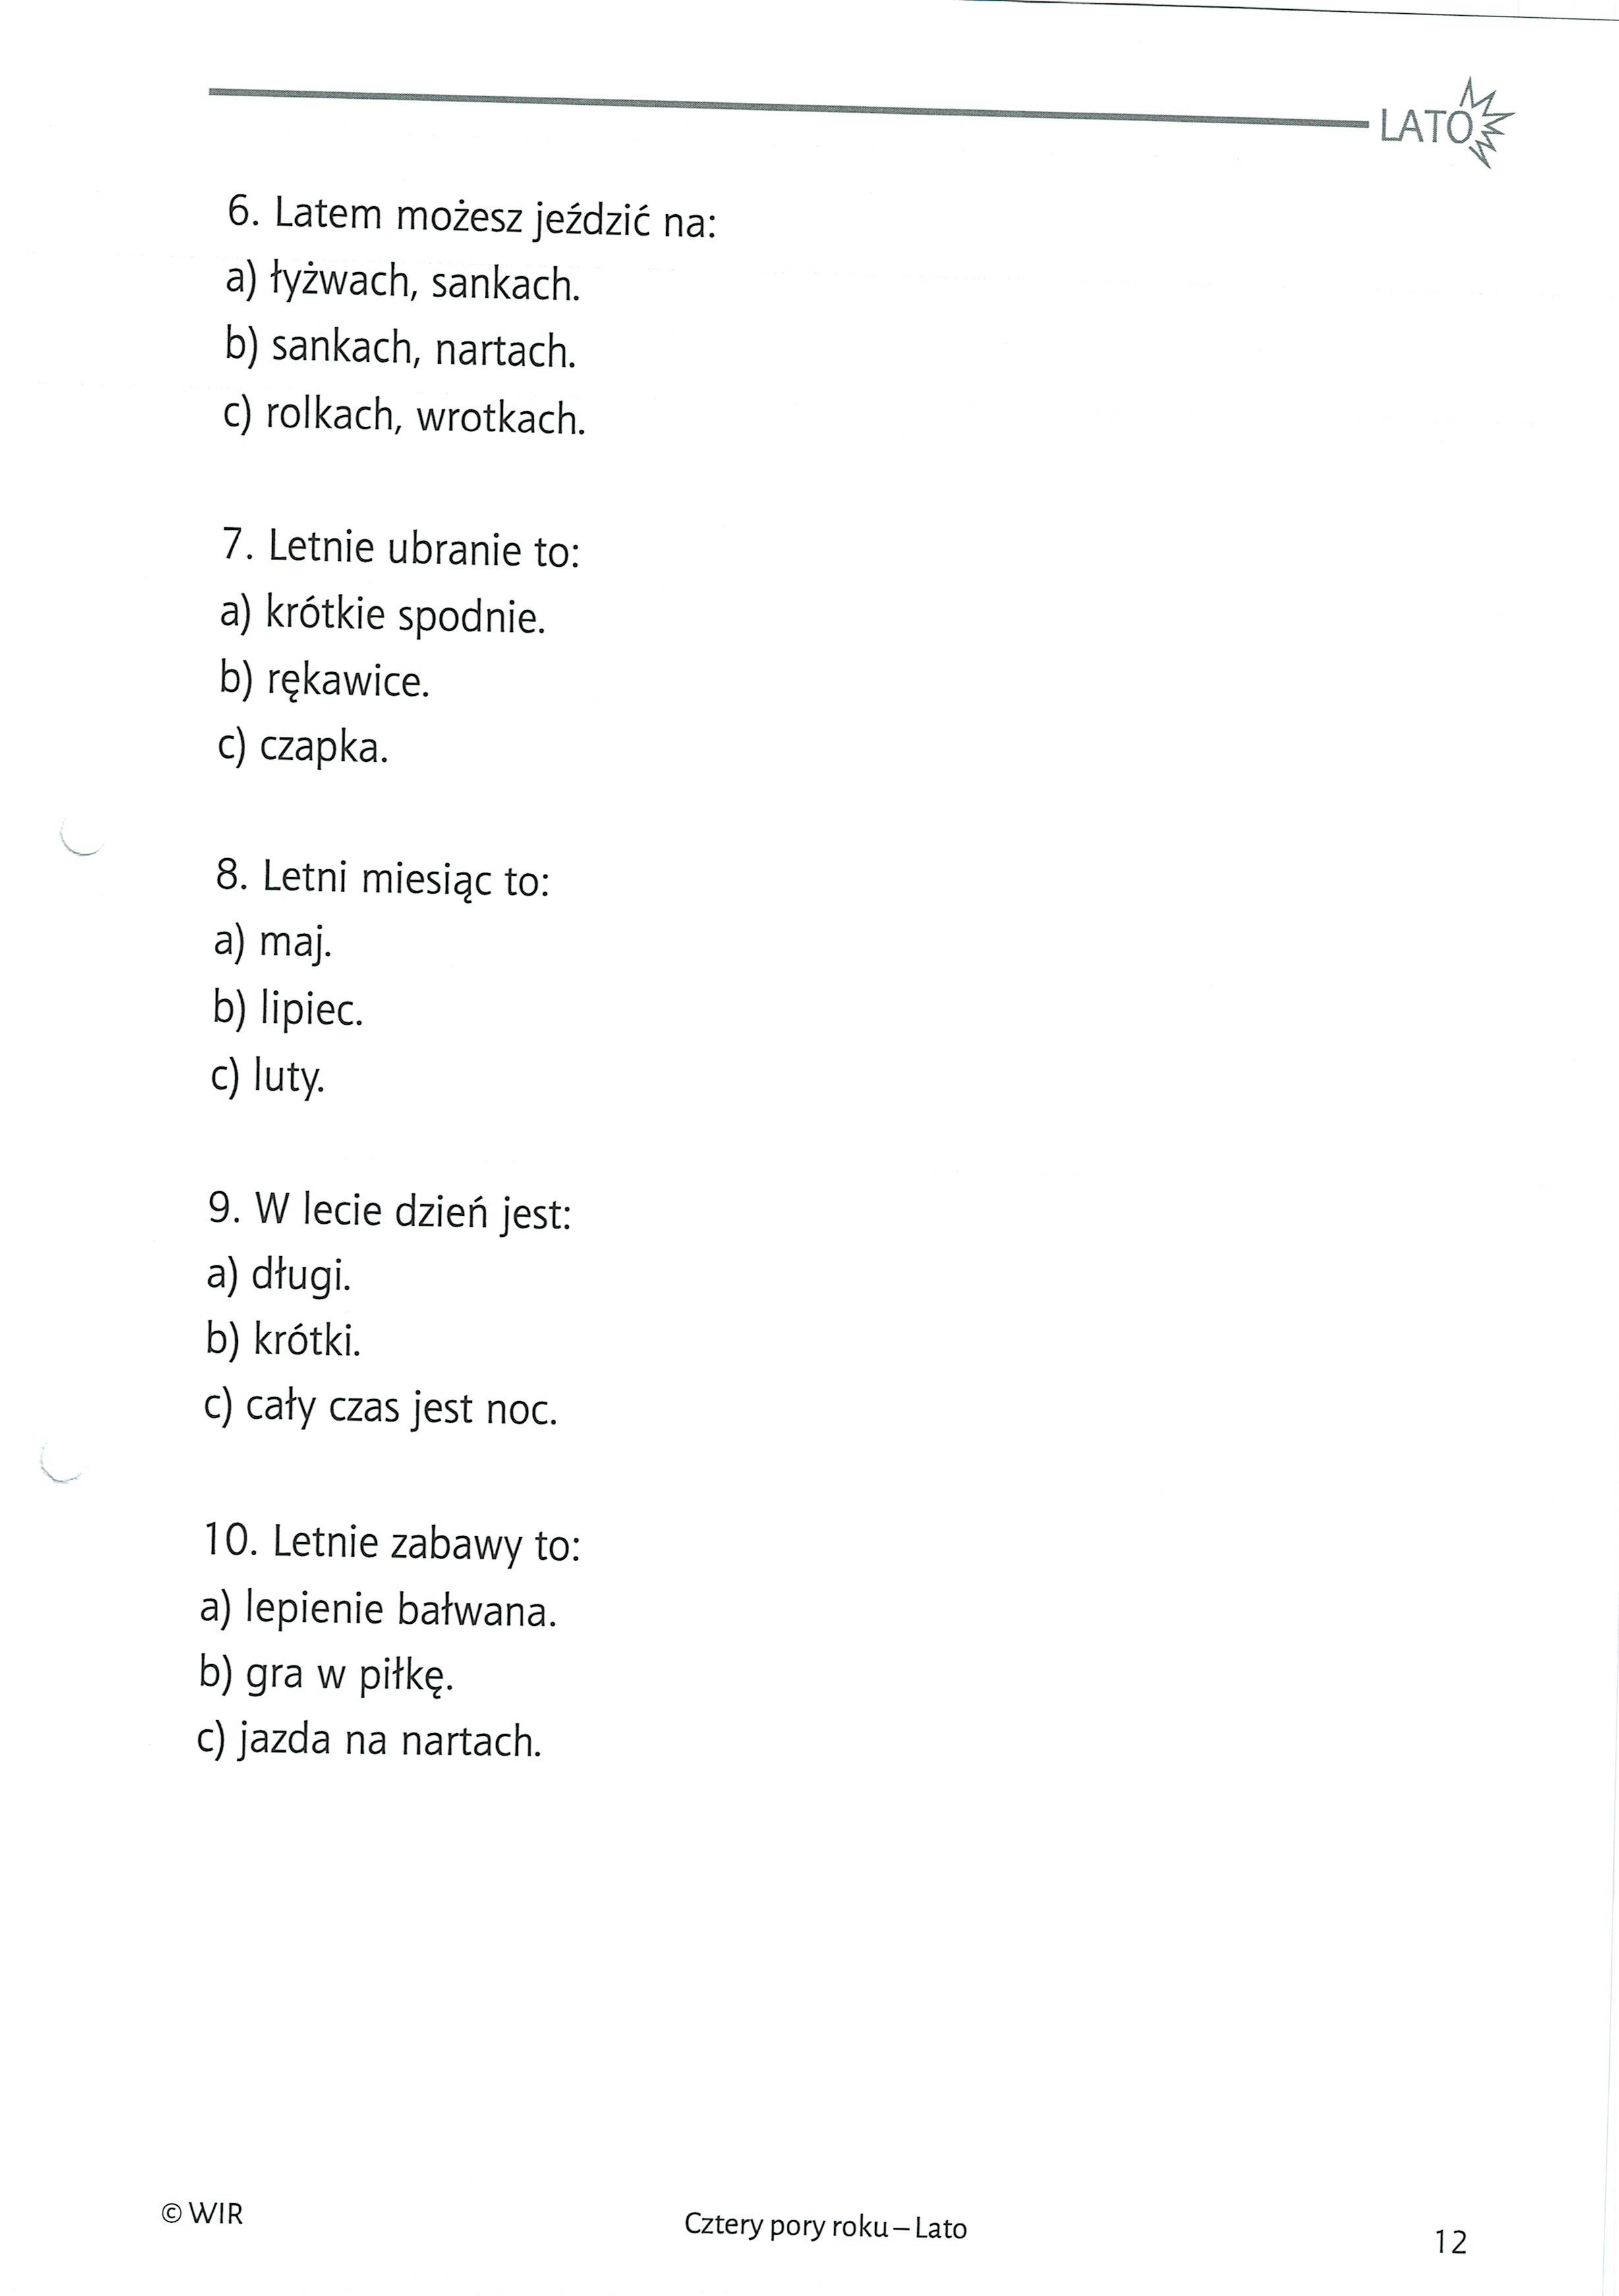 LATO
6. Latem możesz jeździć na:
a) łyżwach, sankach.
b) sankach, nartach.
c) rolkach, wrotkach.
7. Letnie ubranie to:
a) krótkie spodnie.
b) rękawice.
c) czapka.
8. Letni miesiąc to:
a) maj.
b) lipiec.
c) luty.
9. W lecie dzień jest:
a) długi.
b) krótki.
c) cały czas jest noc.
10. Letnie zabawy to:
a) lepienie bałwana.
b) gra w piłkę.
c) jazda na nartach.
© WIR
Cztery pory roku – Lato
12